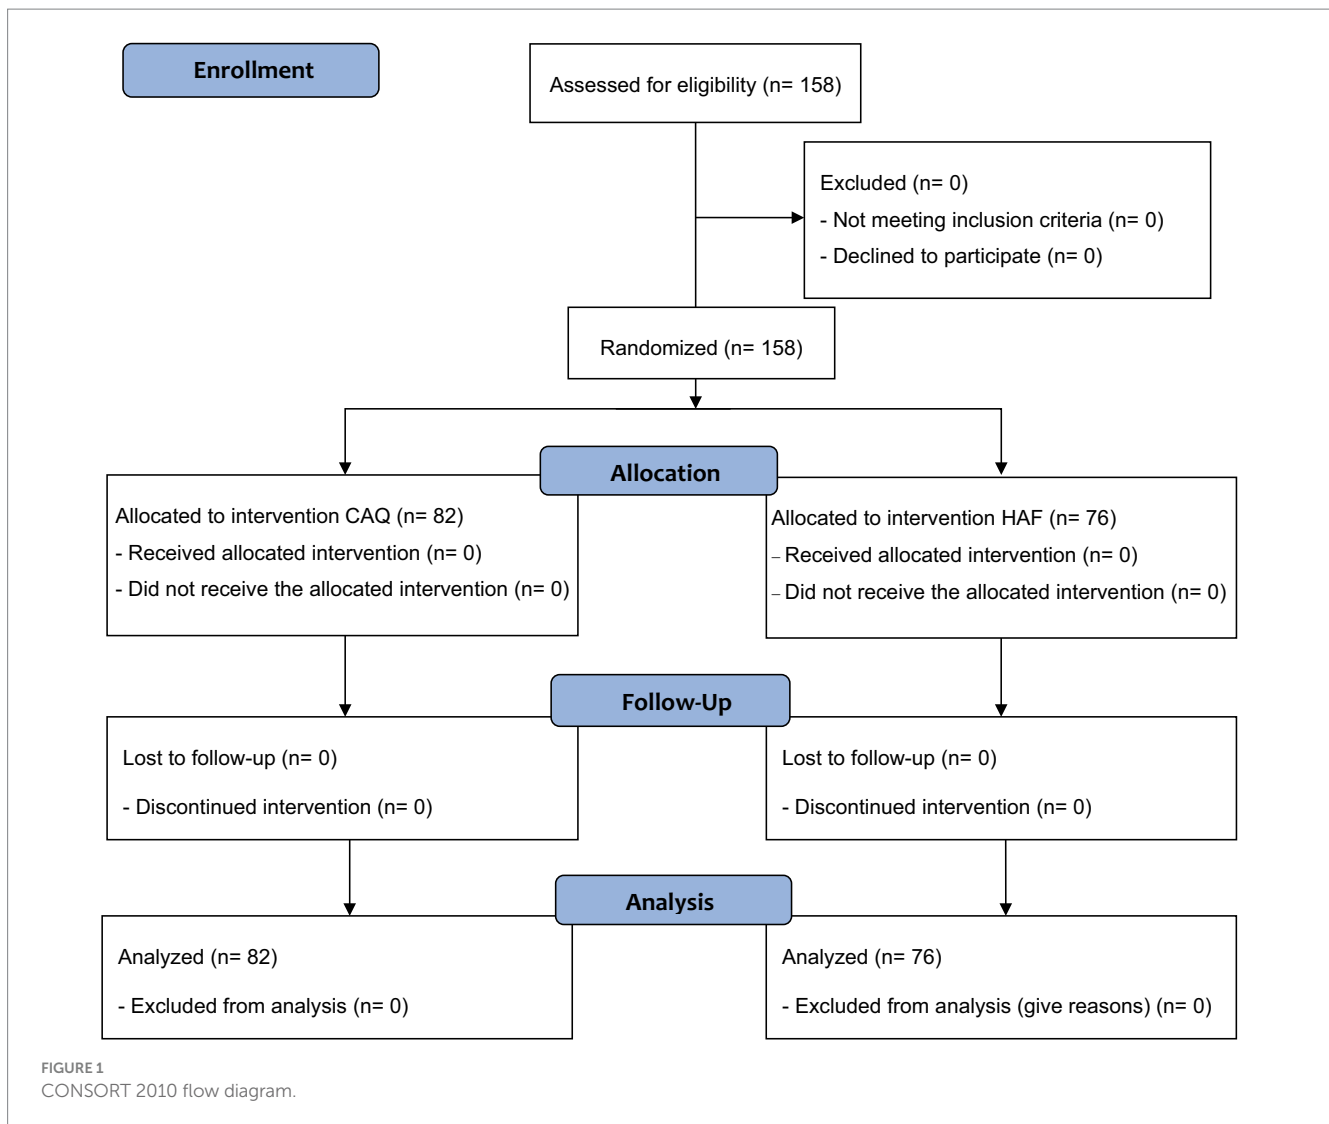 Enrollment
Assessed for eligibility (n= 158)
Excluded (n= 0)
- Not meeting inclusion criteria (n= 0)
- Declined to participate (n= 0)
Randomized (n= 158)
Allocation
Allocated to intervention CAQ (n= 82)
- Received allocated intervention (n= 0)
- Did not receive the allocated intervention (n= 0)
Allocated to intervention HAF (n= 76)
– Received allocated intervention (n= 0)
– Did not receive the allocated intervention (n= 0)
Follow-Up
Lost to follow-up (n= 0)
- Discontinued intervention (n= 0)
Lost to follow-up (n= 0)
- Discontinued intervention (n= 0)
Analysis
Analyzed (n= 82)
- Excluded from analysis (n= 0)
Analyzed (n= 76)
- Excluded from analysis (give reasons) (n= 0)
FIGURE 1
CONSORT 2010 flow diagram.